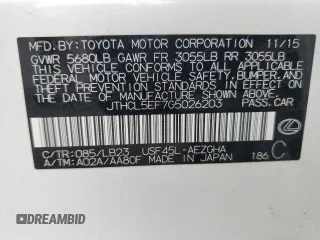 MFD. BY: TOYOTA MOTOR CORPORATION 11/15
GVWR 5680LB GAWR FR 3055LB RR 3055LB
THIS VEHICLE CONFORMS TO ALL APPLICABLE
FEDERAL MOTOR VEHICLE SAFETY, BUMPER, AND
THEFT PREVENTION STANDARDS IN EFFECT ON
THE DATE OF MANUFACTURE SHOWN ABOVE.
JTHCL5EF7G5026203 PASS. CAR
C/TR: 085/LB23 USF45L-AEZGHA
A/TM: A02A/AA80F MADE IN JAPAN 186 C
DEALERS WHOLESALE